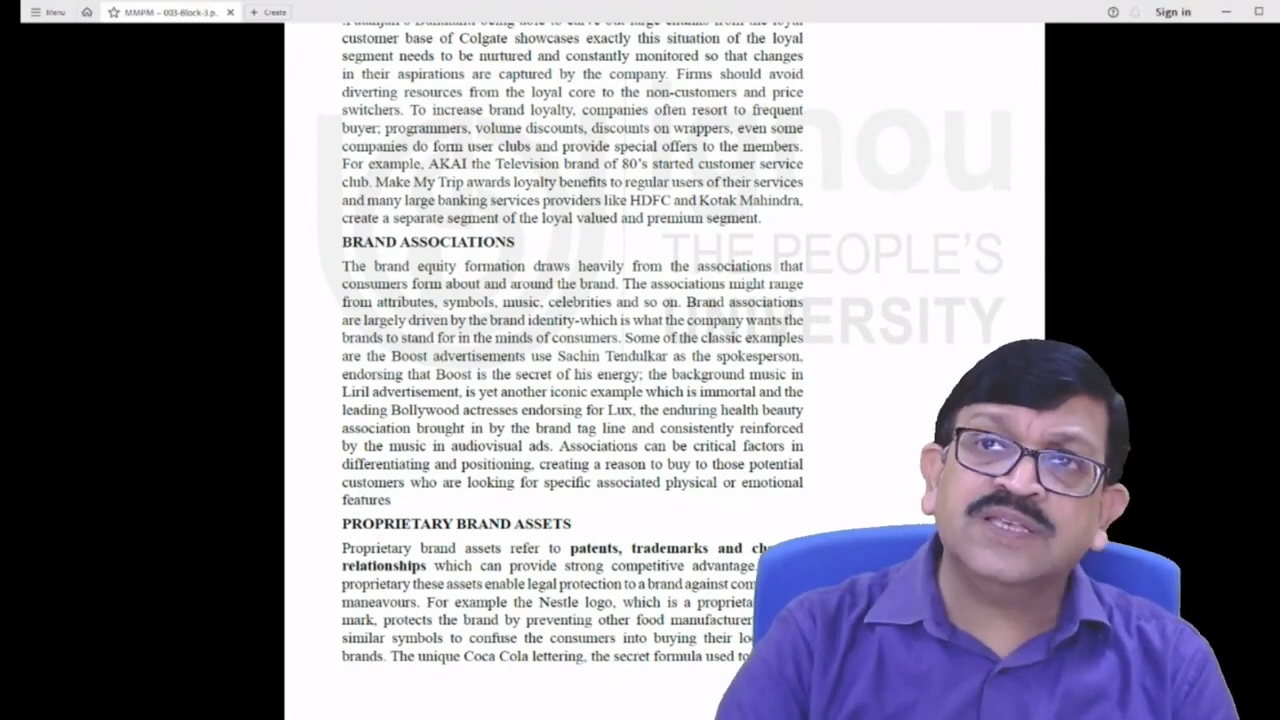 Menu
MMPM – 003-Block-3.p...
Create
Sign in
customer base of Colgate showcases exactly this situation of the loyal
segment needs to be nurtured and constantly monitored so that changes
in their aspirations are captured by the company. Firms should avoid
diverting resources from the loyal core to the non-customers and price
switchers. To increase brand loyalty, companies often resort to frequent
buyer; programmers, volume discounts, discounts on wrappers, even some
companies do form user clubs and provide special offers to the members.
For example, AKAI the Television brand of 80's started customer service
club. Make My Trip awards loyalty benefits to regular users of their services
and many large banking services providers like HDFC and Kotak Mahindra,
create a separate segment of the loyal valued and premium segment.
BRAND ASSOCIATIONS
The brand equity formation draws heavily from the associations that
consumers form about and around the brand. The associations might range
from attributes, symbols, music, celebrities and so on. Brand associations
are largely driven by the brand identity-which is what the company wants the
brands to stand for in the minds of consumers. Some of the classic examples
are the Boost advertisements use Sachin Tendulkar as the spokesperson,
endorsing that Boost is the secret of his energy; the background music in
Liril advertisement, is yet another iconic example which is immortal and the
leading Bollywood actresses endorsing for Lux, the enduring health beauty
association brought in by the brand tag line and consistently reinforced
by the music in audiovisual ads. Associations can be critical factors in
differentiating and positioning, creating a reason to buy to those potential
customers who are looking for specific associated physical or emotional
features
PROPRIETARY BRAND ASSETS
Proprietary brand assets refer to patents, trademarks and
relationships which can provide strong competitive advantage.
proprietary these assets enable legal protection to a brand against
maneavours. For example the Nestle logo, which is a
mark, protects the brand by preventing other food
similar symbols to confuse the consumers into buying their
brands. The unique Coca Cola lettering, the secret formula used
ignou
THE PEOPLE'S
UNIVERSITY